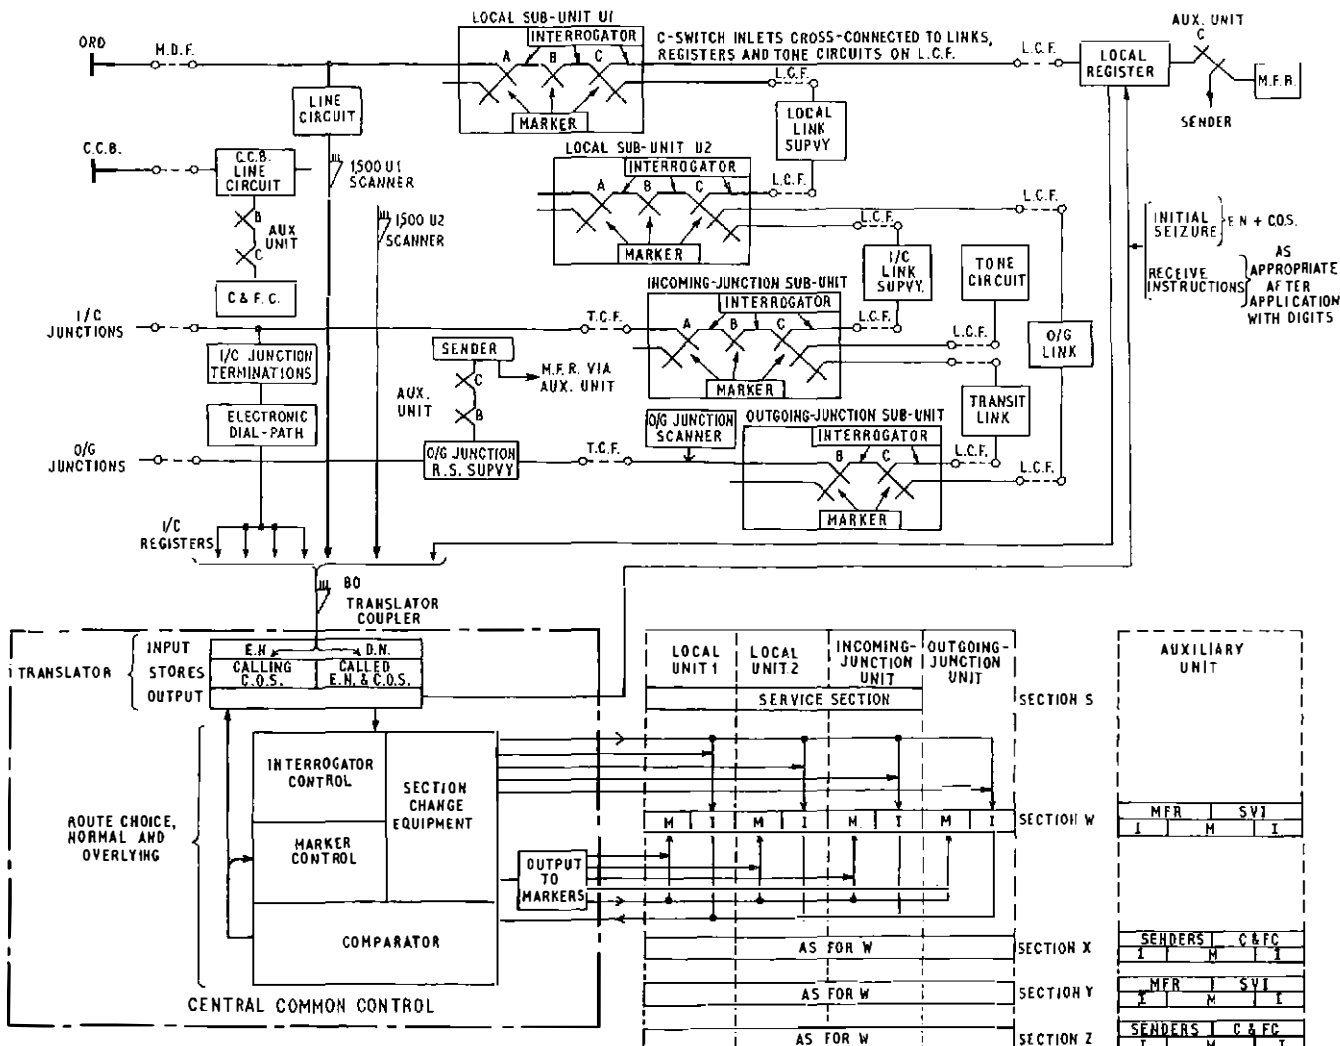 LOCAL SUB-UNIT U1
INTERROGATOR
A B C
MARKER
C-SWITCH INLETS CROSS-CONNECTED TO LINKS,
REGISTERS AND TONE CIRCUITS ON L.C.F.
L.C.F.
LOCAL
REGISTER
AUX. UNIT
C
M.F.R.
SENDER
ORD
M.D.F.
LINE
CIRCUIT
L.C.F.
LOCAL
LINK
SUPVY
C.C.B.
C.C.B.
LINE
CIRCUIT
1,500 U1
SCANNER
B
AUX
UNIT
C
C & F.C.
1,500 U2
SCANNER
LOCAL SUB-UNIT U2
INTERROGATOR
A B C
MARKER
L.C.F.
L.C.F.
L.C.F.
I/C
LINK
SUPVY.
L.C.F.
TONE
CIRCUIT
L.C.F.
O/G
LINK
INITIAL
SEIZURE
E N + C.O.S.
RECEIVE
INSTRUCTIONS
AS
APPROPRIATE
AFTER
APPLICATION
WITH DIGITS
I/C
JUNCTIONS
T.C.F.
INCOMING-JUNCTION SUB-UNIT
INTERROGATOR
A B C
MARKER
I/C JUNCTION
TERMINATIONS
ELECTRONIC
DIAL-PATH
SENDER
C
M.F.R. VIA
AUX. UNIT
AUX.
UNIT
B
TRANSIT
LINK
O/G
JUNCTIONS
O/G JUNCTION
R.S. SUPVY
T.C.F.
O/G JUNCTION
SCANNER
OUTGOING-JUNCTION SUB-UNIT
INTERROGATOR
B C
MARKER
L.C.F.
L.C.F.
I/C
REGISTERS
80
TRANSLATOR
COUPLER
TRANSLATOR
INPUT
STORES
OUTPUT
E.N D.N.
CALLING
C.O.S.
CALLED
E.N. & C.O.S.
ROUTE CHOICE,
NORMAL AND
OVERLYING
INTERROGATOR
CONTROL
MARKER
CONTROL
SECTION
CHANGE
EQUIPMENT
COMPARATOR
CENTRAL COMMON CONTROL
OUTPUT
TO
MARKERS
LOCAL
UNIT 1
LOCAL
UNIT 2
INCOMING-
JUNCTION
UNIT
OUTGOING-
JUNCTION
UNIT
AUXILIARY
UNIT
SERVICE SECTION
SECTION S
M I M I M I M I
SECTION W
MFR SVI
I M I
AS FOR W
SECTION X
SENDERS C & FC
I M I
AS FOR W
SECTION Y
MFR SVI
I M I
AS FOR W
SECTION Z
SENDERS C & FC
I M I